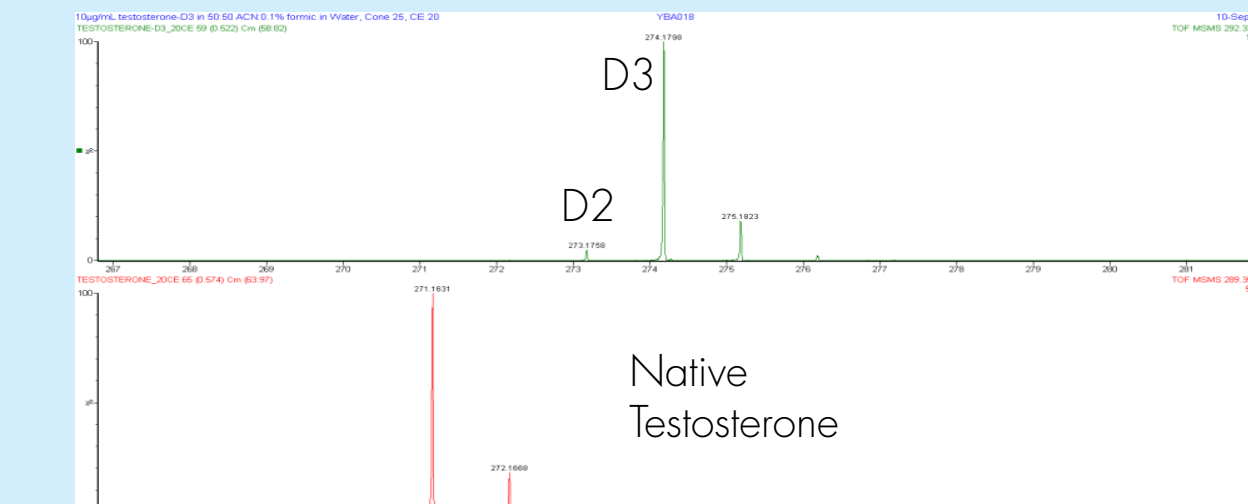 10µg/mL testosterone-D3 in 50:50 ACN:0.1% formic in Water, Cone 25, CE 20 YBA018 10-Sep
TESTOSTERONE-D3_20CE 59 (0.522) Cm (58:82) TOF MSMS 292.3
274.1798
100
D3
%
D2
275.1823
273.1758
0
267 268 269 270 271 272 273 274 275 276 277 278 279 280 281
TESTOSTERONE_20CE 65 (0.574) Cm (63:97) TOF MSMS 289.3
271.1631
100
Native
Testosterone
%
272.1668